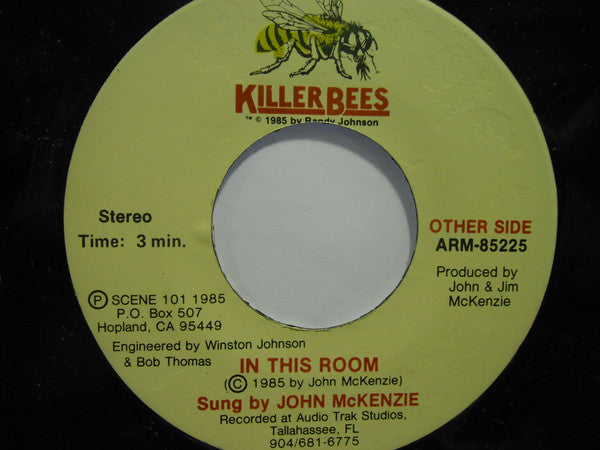 KILLER BEES
™ © 1985 by Randy Johnson
Stereo
Time: 3 min.
OTHER SIDE
ARM-85225
Produced by
John & Jim
McKenzie
Ⓟ SCENE 101 1985
P.O. Box 507
Hopland, CA 95449
Engineered by Winston Johnson
& Bob Thomas
IN THIS ROOM
(© 1985 by John McKenzie)
Sung by JOHN McKENZIE
Recorded at Audio Trak Studios,
Tallahassee, FL
904/681-6775